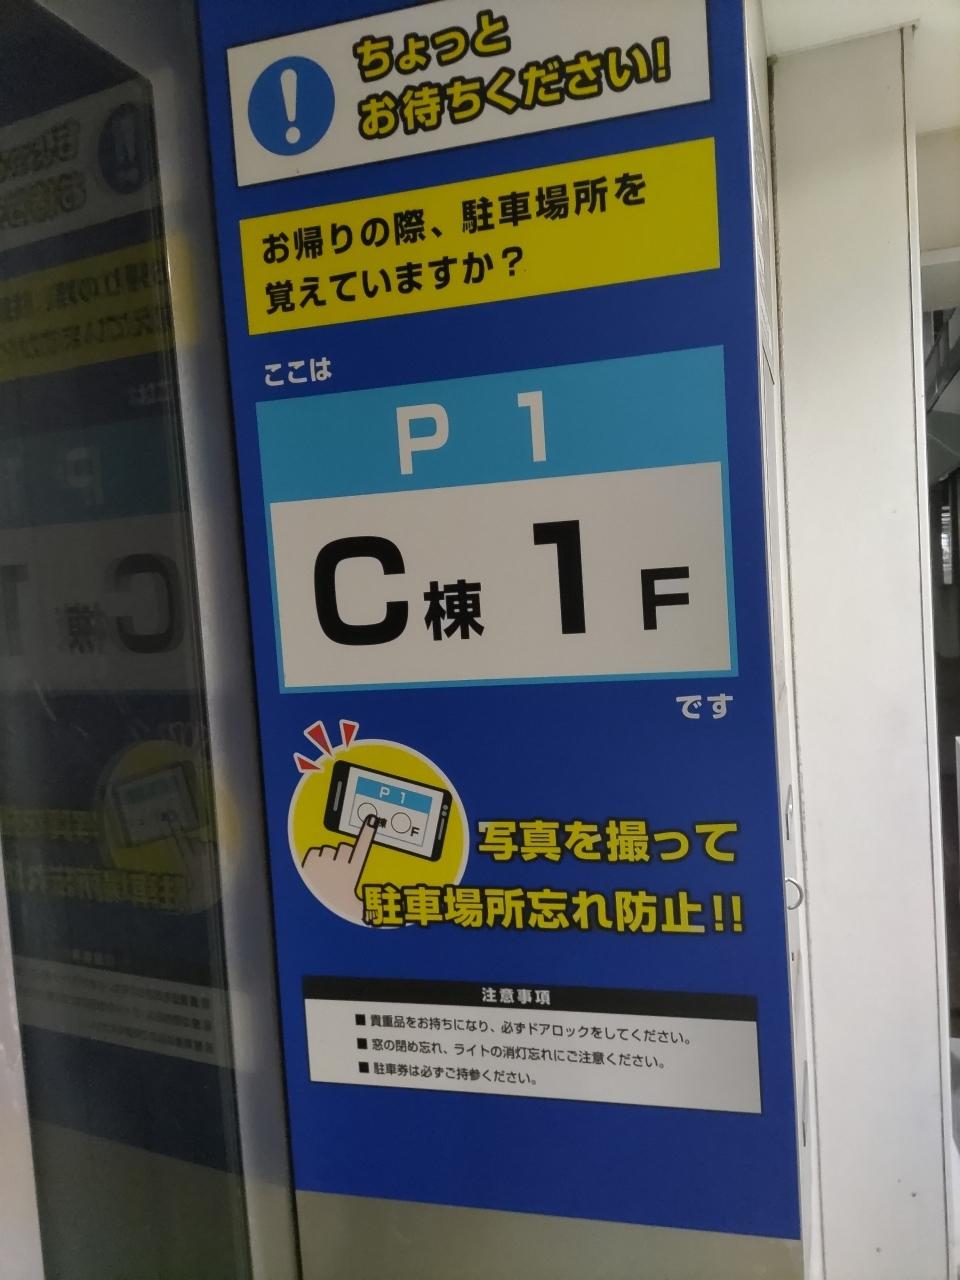 ちょっと
お待ちください!
お帰りの際、駐車場所を
覚えていますか？
ここは
P 1
C棟 1 F
です
P 1
C棟 F
写真を撮って
駐車場所忘れ防止!!
注意事項
■ 貴重品をお持ちになり、必ずドアロックをしてください。
■ 窓の閉め忘れ、ライトの消灯忘れにご注意ください。
■ 駐車券は必ずご持参ください。